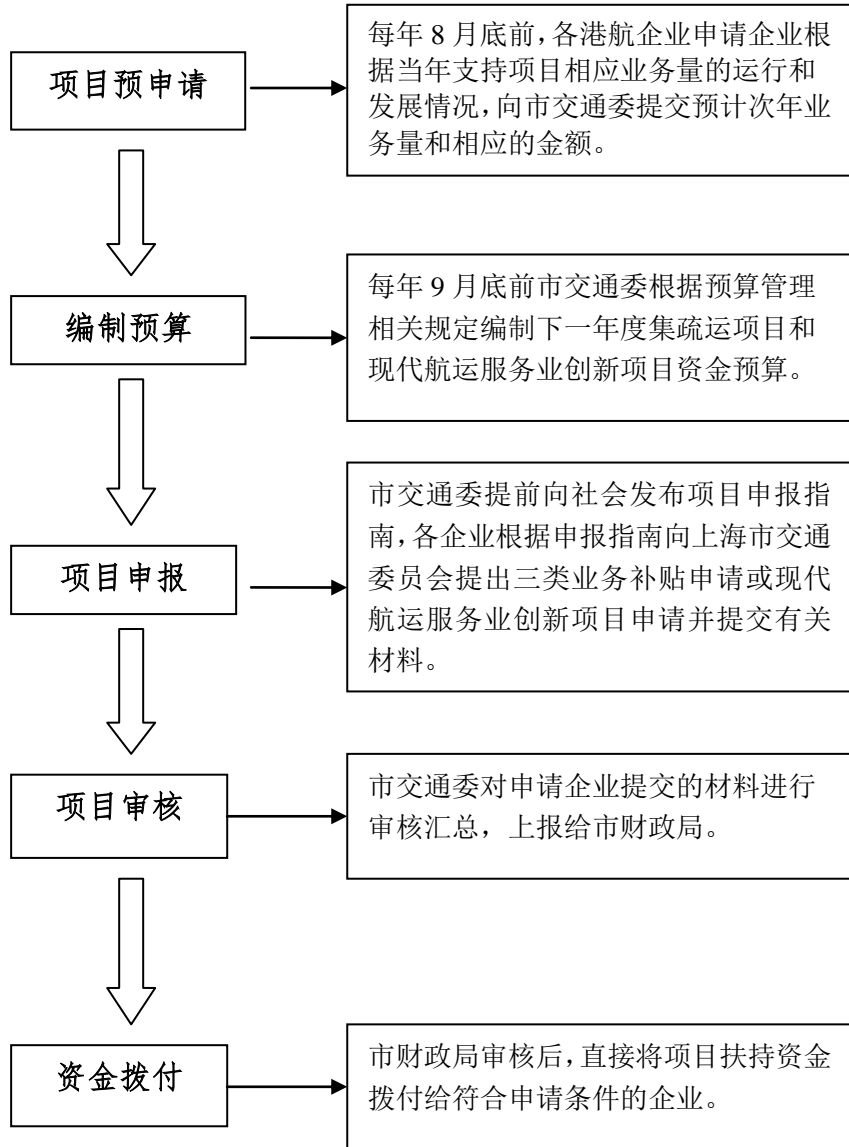 项目预申请
每年 8 月底前，各港航企业申请企业根
据当年支持项目相应业务量的运行和
发展情况，向市交通委提交预计次年业
务量和相应的金额。
编制预算
每年 9 月底前市交通委根据预算管理
相关规定编制下一年度集疏运项目和
现代航运服务业创新项目资金预算。
项目申报
市交通委提前向社会发布项目申报指
南，各企业根据申报指南向上海市交通
委员会提出三类业务补贴申请或现代
航运服务业创新项目申请并提交有关
材料。
项目审核
市交通委对申请企业提交的材料进行
审核汇总，上报给市财政局。
资金拨付
市财政局审核后，直接将项目扶持资金
拨付给符合申请条件的企业。